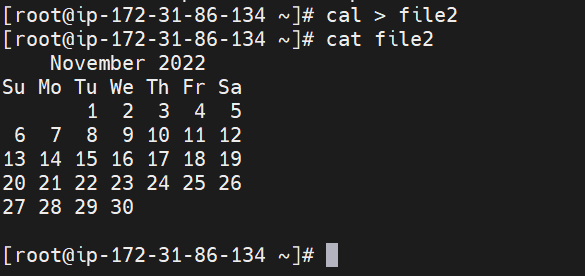 [root@ip-172-31-86-134 ~]# cal > file2
[root@ip-172-31-86-134 ~]# cat file2
    November 2022
Su Mo Tu We Th Fr Sa
       1  2  3  4  5
 6  7  8  9 10 11 12
13 14 15 16 17 18 19
20 21 22 23 24 25 26
27 28 29 30

[root@ip-172-31-86-134 ~]#